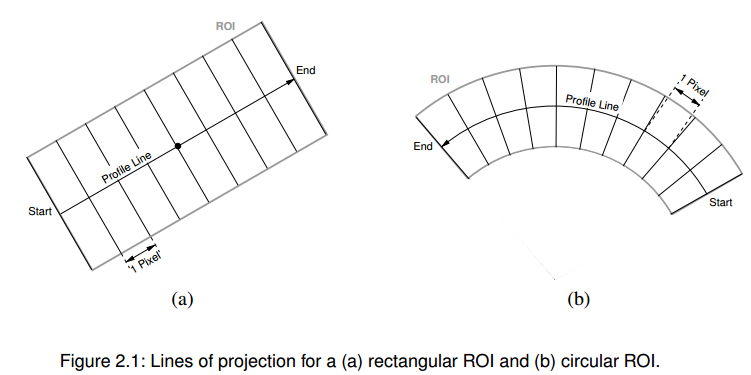 ROI
End
Profile Line
Start
'1 Pixel'
(a)
ROI
1 Pixel
Profile Line
End
Start
(b)
Figure 2.1: Lines of projection for a (a) rectangular ROI and (b) circular ROI.